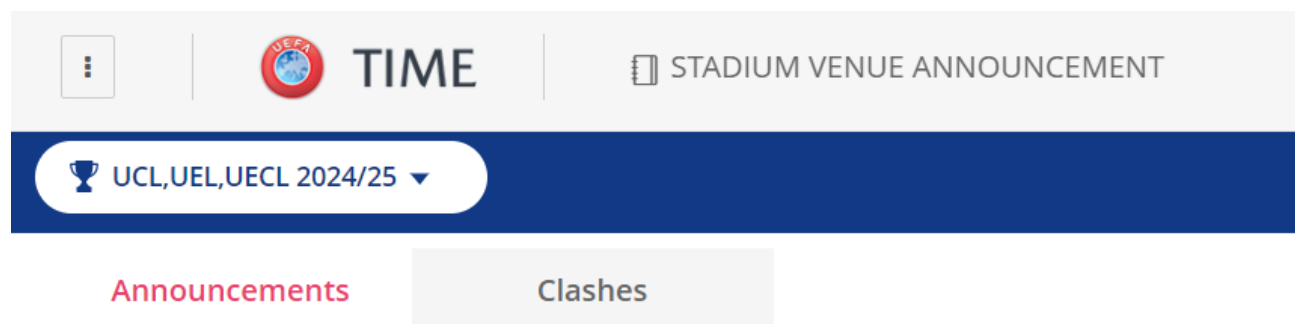 UEFA TIME STADIUM VENUE ANNOUNCEMENT
UCL,UEL,UECL 2024/25
Announcements Clashes